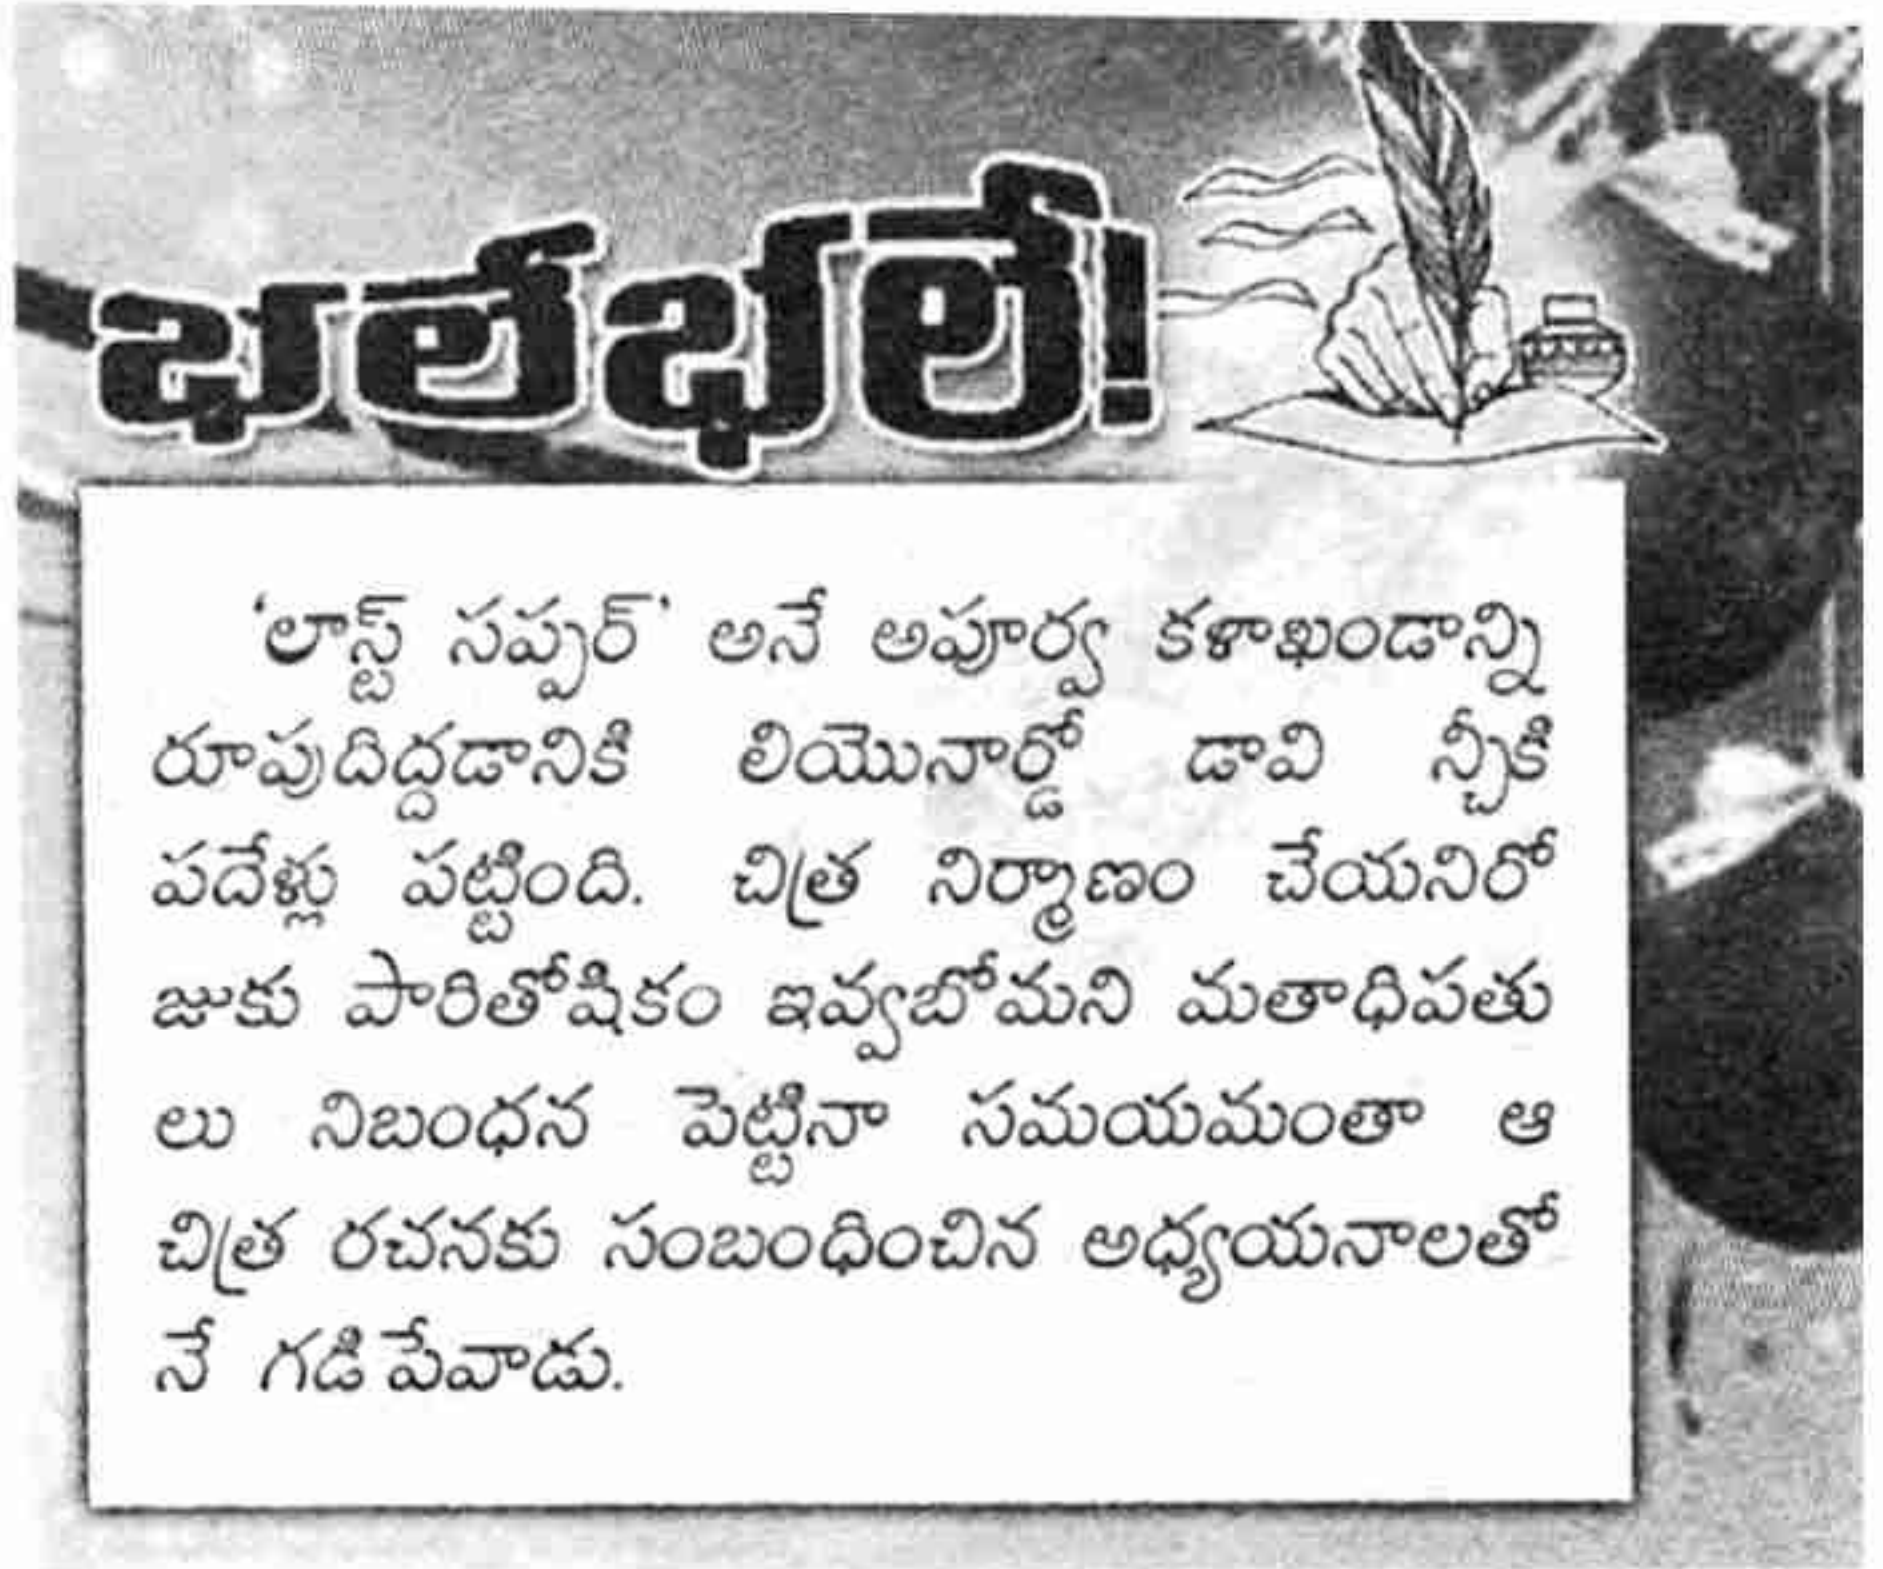 భలేభలే!
'లాస్ట్ సప్పర్' అనే అపూర్వ కళాఖండాన్ని
రూపుదిద్దడానికి లియొనార్డో డావి న్చీకి
పదేళ్లు పట్టింది. చిత్ర నిర్మాణం చేయనిరో
జుకు పారితోషికం ఇవ్వబోమని మతాధిపతు
లు నిబంధన పెట్టినా సమయమంతా ఆ
చిత్ర రచనకు సంబంధించిన అధ్యయనాలతో
నే గడిపేవాడు.